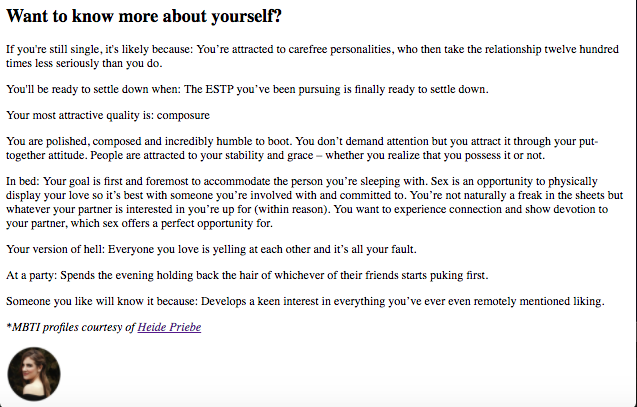 Want to know more about yourself?
If you're still single, it's likely because: You’re attracted to carefree personalities, who then take the relationship twelve hundred
times less seriously than you do.
You'll be ready to settle down when: The ESTP you’ve been pursuing is finally ready to settle down.
Your most attractive quality is: composure
You are polished, composed and incredibly humble to boot. You don’t demand attention but you attract it through your put-
together attitude. People are attracted to your stability and grace – whether you realize that you possess it or not.
In bed: Your goal is first and foremost to accommodate the person you’re sleeping with. Sex is an opportunity to physically
display your love so it’s best with someone you’re involved with and committed to. You’re not naturally a freak in the sheets but
whatever your partner is interested in you’re up for (within reason). You want to experience connection and show devotion to
your partner, which sex offers a perfect opportunity for.
Your version of hell: Everyone you love is yelling at each other and it’s all your fault.
At a party: Spends the evening holding back the hair of whichever of their friends starts puking first.
Someone you like will know it because: Develops a keen interest in everything you’ve ever even remotely mentioned liking.
*MBTI profiles courtesy of Heide Priebe